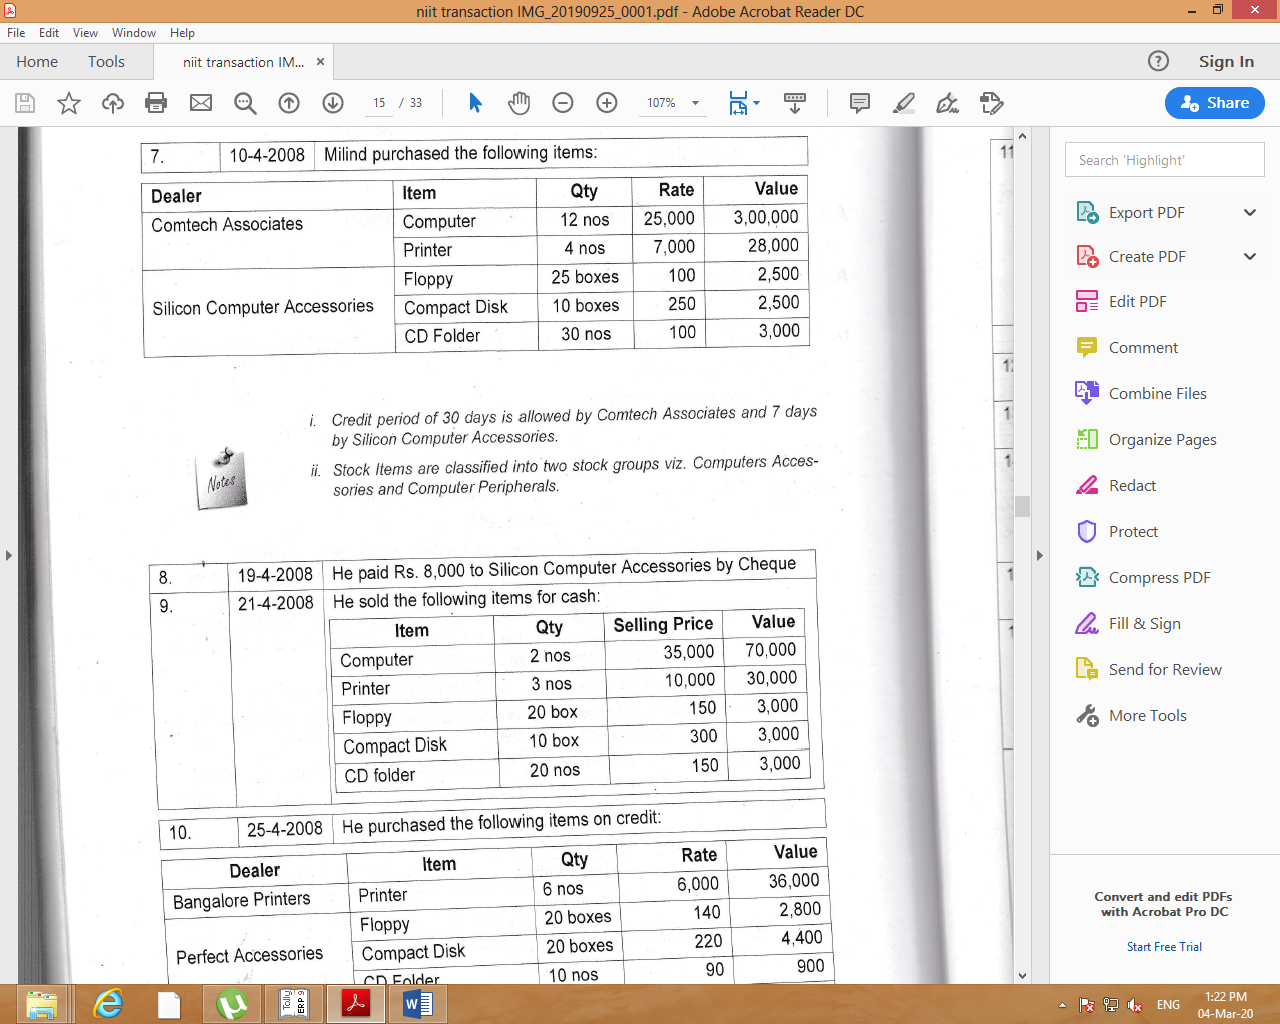 niit transaction IMG_20190925_0001.pdf - Adobe Acrobat Reader DC
File Edit View Window Help
Home Tools niit transaction IM... × ? Sign In
15 / 33 107% Share
7. 10-4-2008 Milind purchased the following items:
Dealer Item Qty Rate Value
Comtech Associates Computer 12 nos 25,000 3,00,000
Printer 4 nos 7,000 28,000
Floppy 25 boxes 100 2,500
Silicon Computer Accessories Compact Disk 10 boxes 250 2,500
CD Folder 30 nos 100 3,000
i. Credit period of 30 days is allowed by Comtech Associates and 7 days
by Silicon Computer Accessories.
Notes
ii. Stock Items are classified into two stock groups viz. Computers Acces-
sories and Computer Peripherals.
8. 19-4-2008 He paid Rs. 8,000 to Silicon Computer Accessories by Cheque
9. 21-4-2008 He sold the following items for cash:
Item Qty Selling Price Value
Computer 2 nos 35,000 70,000
Printer 3 nos 10,000 30,000
Floppy 20 box 150 3,000
Compact Disk 10 box 300 3,000
CD folder 20 nos 150 3,000
10. 25-4-2008 He purchased the following items on credit:
Dealer Item Qty Rate Value
Bangalore Printers Printer 6 nos 6,000 36,000
Floppy 20 boxes 140 2,800
Perfect Accessories Compact Disk 20 boxes 220 4,400
CD Folder 10 nos 90 900
11
Search 'Highlight'
Export PDF
Create PDF
Edit PDF
Comment
Combine Files
Organize Pages
Redact
Protect
Compress PDF
Fill & Sign
Send for Review
More Tools
Convert and edit PDFs
with Acrobat Pro DC
Start Free Trial
Tally
ERP 9
ENG
1:22 PM
04-Mar-20